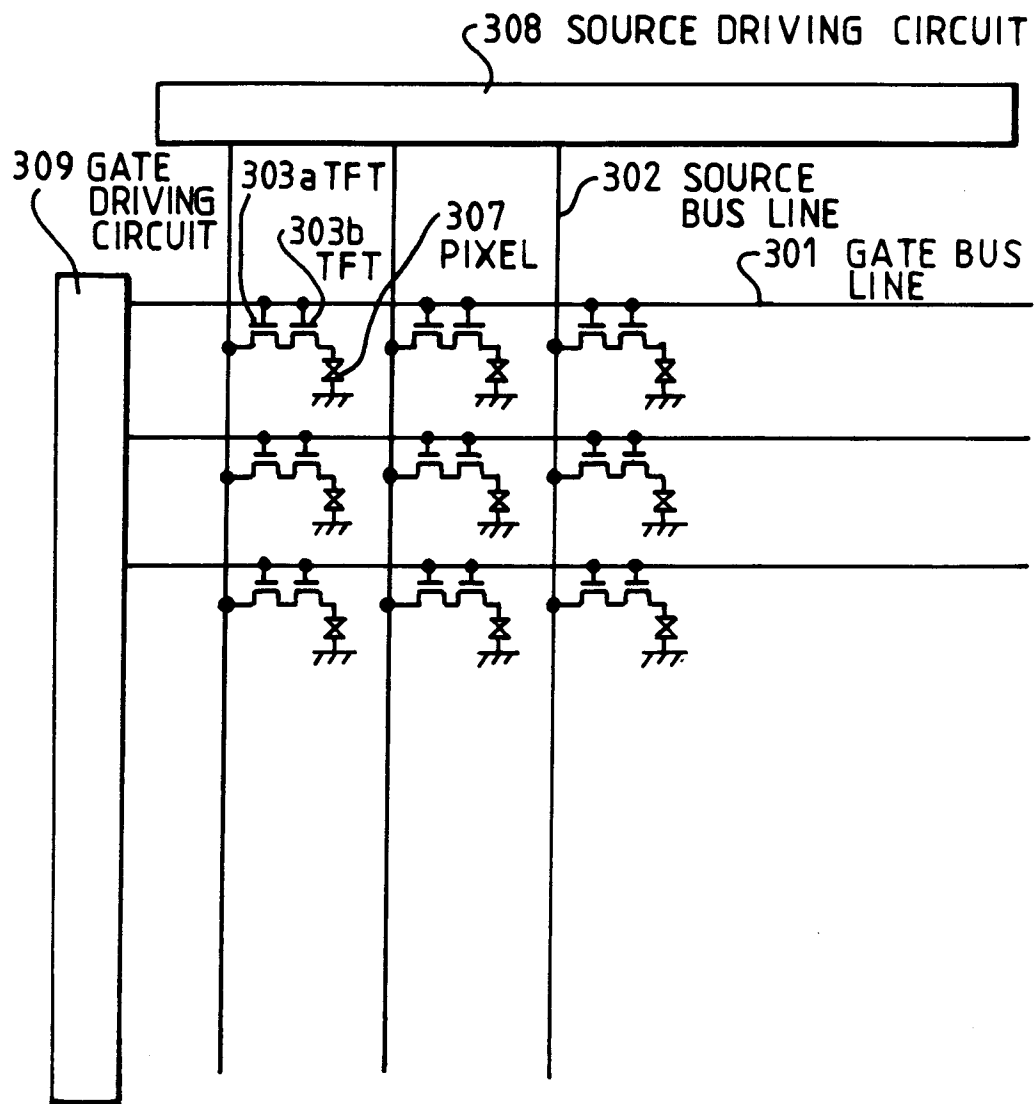 308 SOURCE DRIVING CIRCUIT
309 GATE
DRIVING
CIRCUIT
303a TFT
303b
TFT
307
PIXEL
302 SOURCE
BUS LINE
301 GATE BUS
LINE